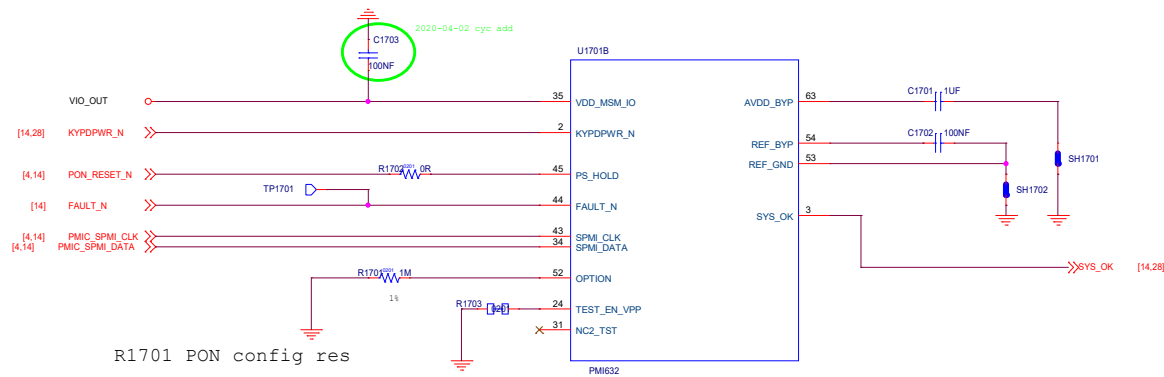 2020-04-02 cyc add
C1703
100NF
U1701B
VIO_OUT
35
VDD_MSM_IO
AVDD_BYP
63
C1701
1UF
[14,28]
KYPDPWR_N
2
KYPDPWR_N
REF_BYP
54
C1702
100NF
REF_GND
53
SH1701
[4,14]
PON_RESET_N
R1702
0201
0R
45
PS_HOLD
TP1701
SH1702
[14]
FAULT_N
44
FAULT_N
SYS_OK
3
[4,14]
PMIC_SPMI_CLK
43
SPMI_CLK
[4,14]
PMIC_SPMI_DATA
34
SPMI_DATA
SYS_OK
[14,28]
R1701
0201
1M
1%
52
OPTION
R1703
0201
24
TEST_EN_VPP
31
NC2_TST
R1701 PON config res
PMI632